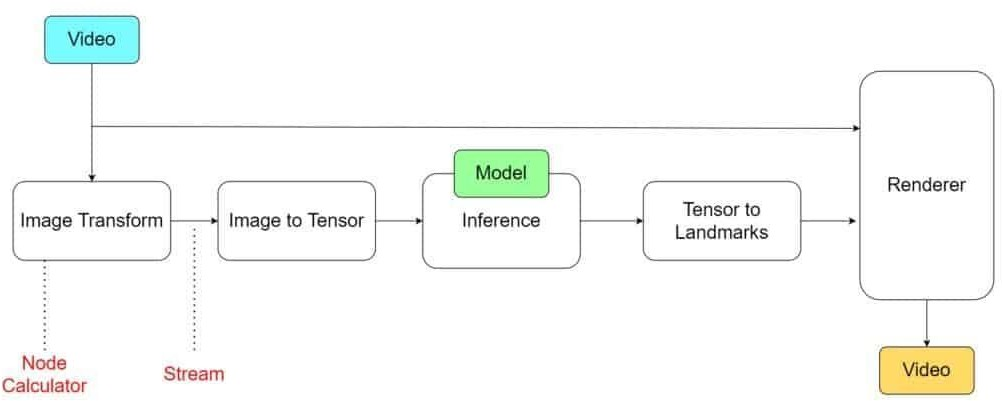 Video
Model
Renderer
Image Transform
Image to Tensor
Inference
Tensor to
Landmarks
Node
Calculator
Stream
Video